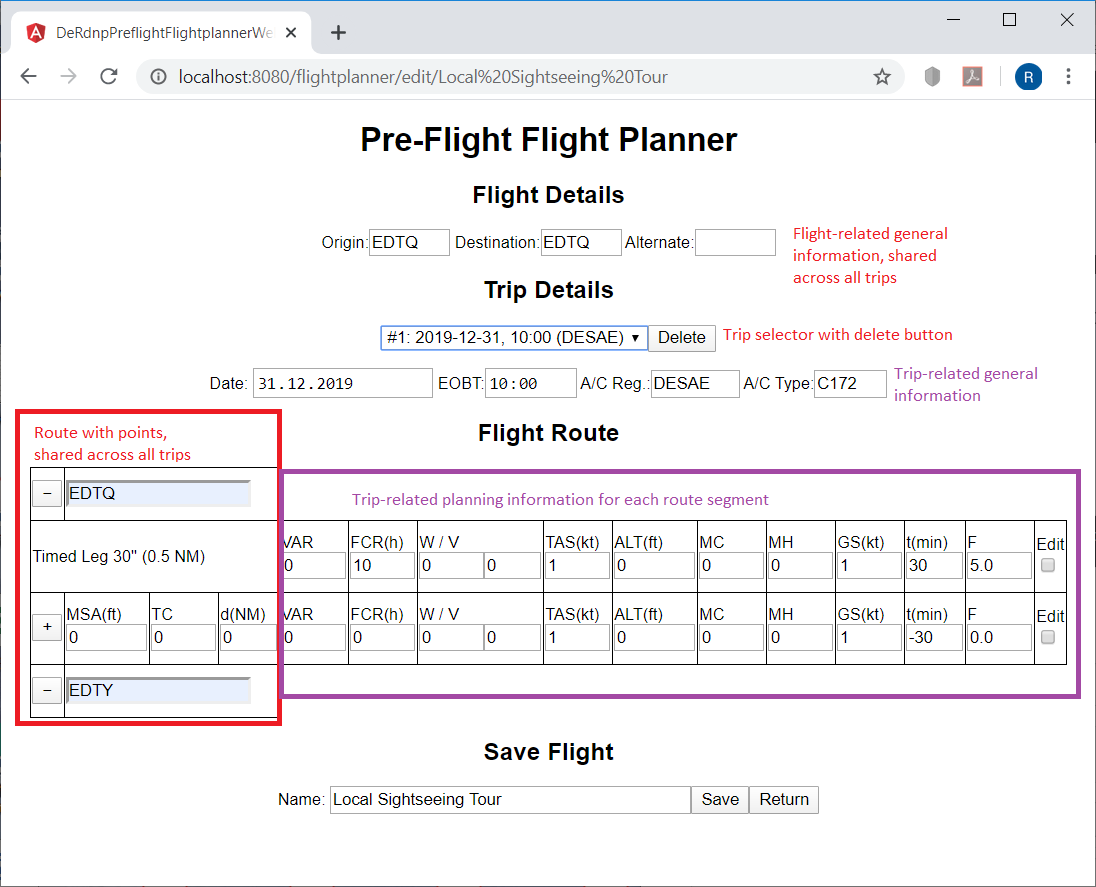 DeRdnpPreflightFlightplannerWe
localhost:8080/flightplanner/edit/Local%20Sightseeing%20Tour
R
Pre-Flight Flight Planner
Flight Details
Origin: EDTQ Destination: EDTQ Alternate:
Flight-related general
information, shared
across all trips
Trip Details
#1: 2019-12-31, 10:00 (DESAE) Delete
Trip selector with delete button
Date: 31.12.2019 EOBT: 10:00 A/C Reg.: DESAE A/C Type: C172
Trip-related general
information
Flight Route
Route with points,
shared across all trips
− EDTQ
Trip-related planning information for each route segment
Timed Leg 30" (0.5 NM)
VAR FCR(h) W / V TAS(kt) ALT(ft) MC MH GS(kt) t(min) F Edit
0 10 0 0 1 0 0 0 1 30 5.0
+ MSA(ft) TC d(NM) VAR FCR(h) W / V TAS(kt) ALT(ft) MC MH GS(kt) t(min) F Edit
0 0 0 0 0 0 0 1 0 0 0 1 -30 0.0
− EDTY
Save Flight
Name: Local Sightseeing Tour Save Return